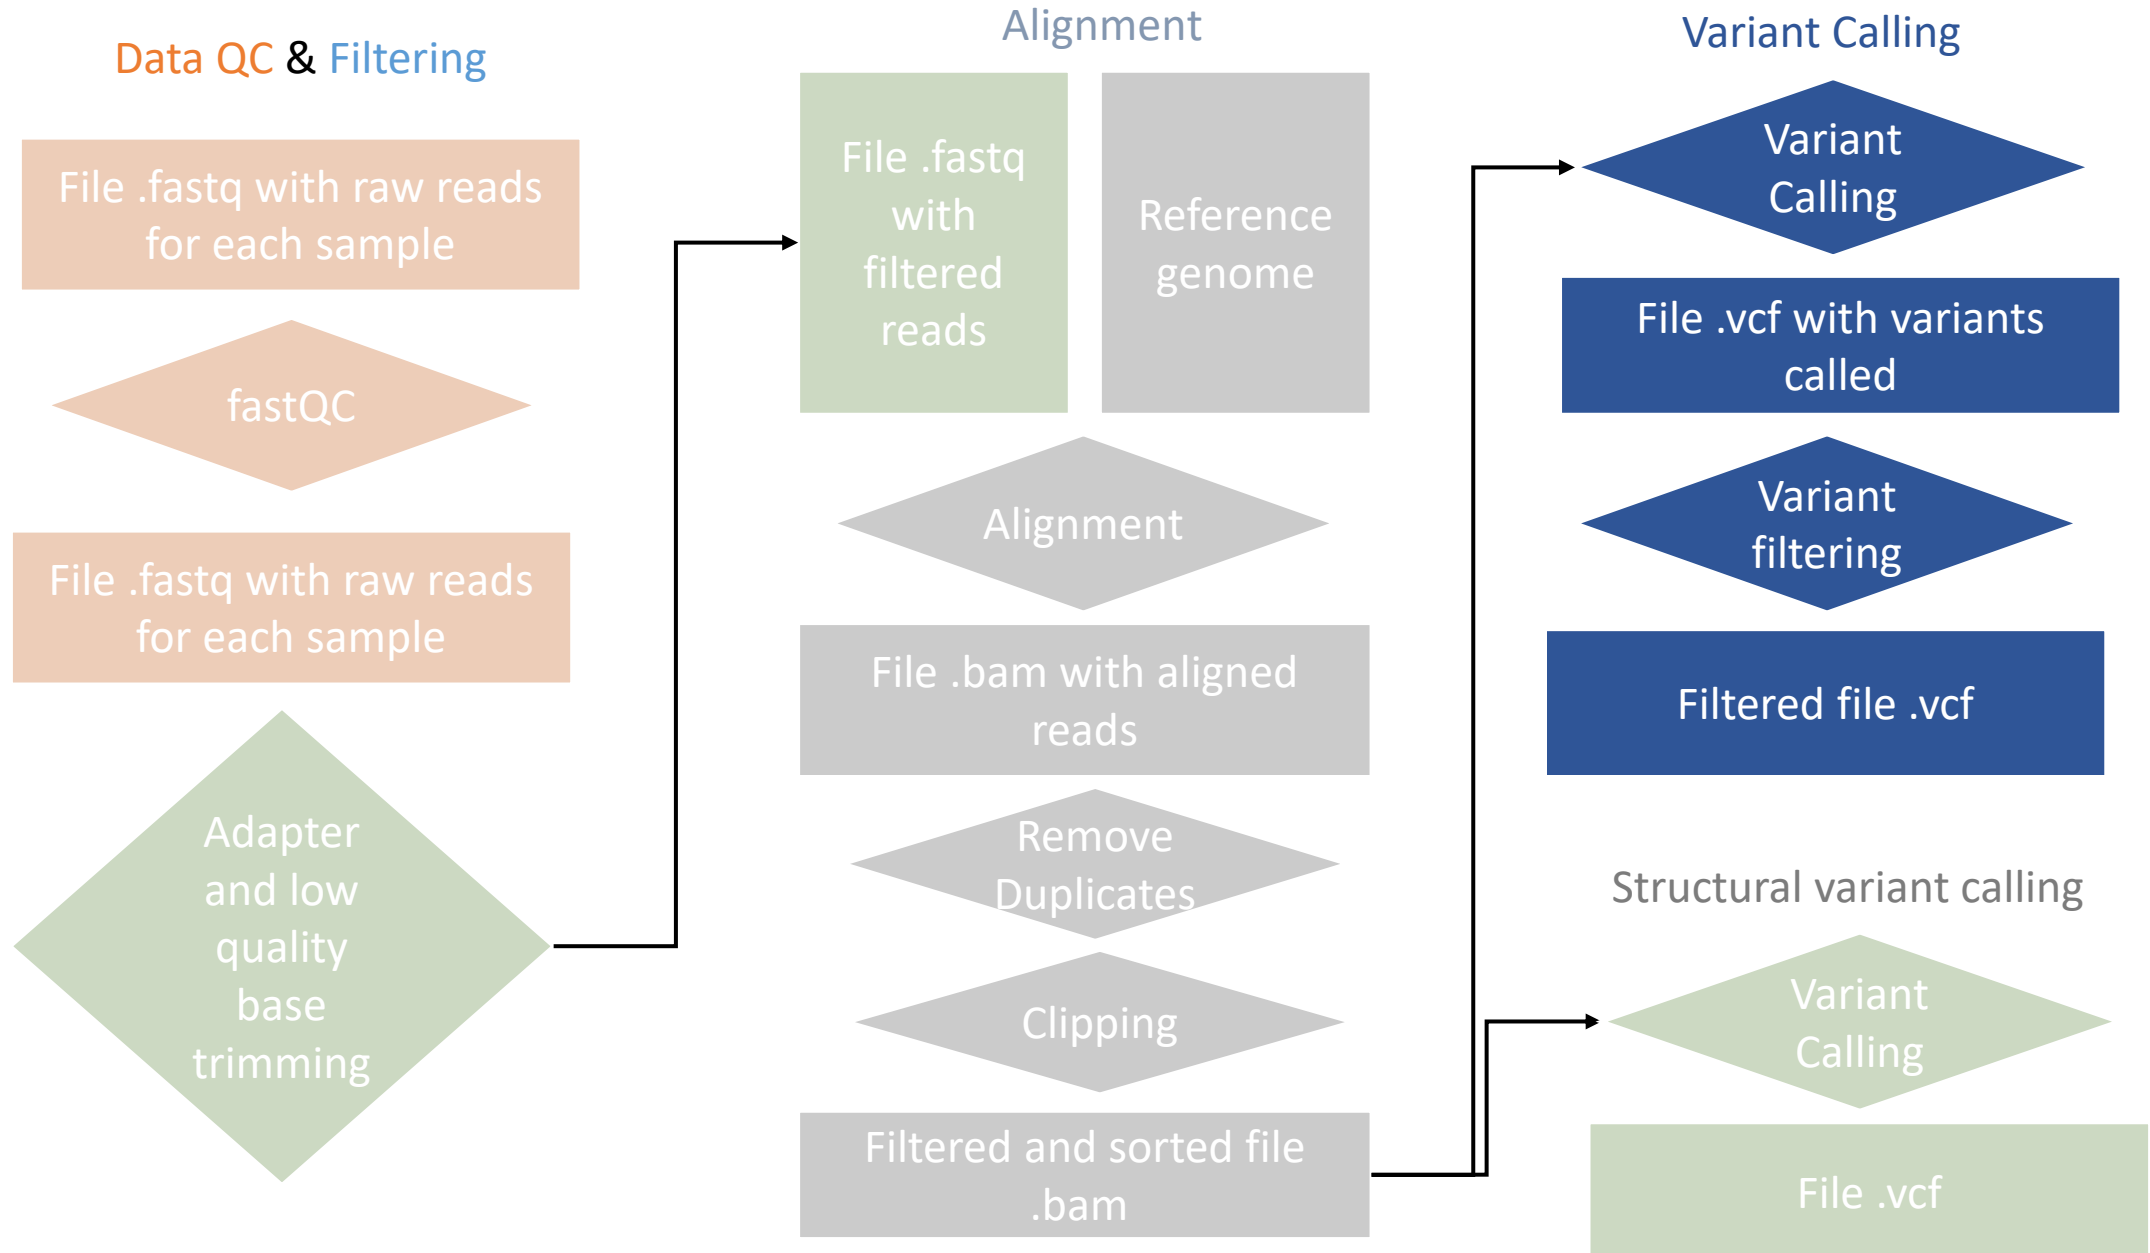 Data QC & Filtering
File .fastq with raw reads
for each sample
fastQC
File .fastq with raw reads
for each sample
Adapter
and low
quality
base
trimming
Alignment
File .fastq
with
filtered
reads
Reference
genome
Alignment
File .bam with aligned
reads
Remove
Duplicates
Clipping
Filtered and sorted file
.bam
Variant Calling
Variant
Calling
File .vcf with variants
called
Variant
filtering
Filtered file .vcf
Structural variant calling
Variant
Calling
File .vcf